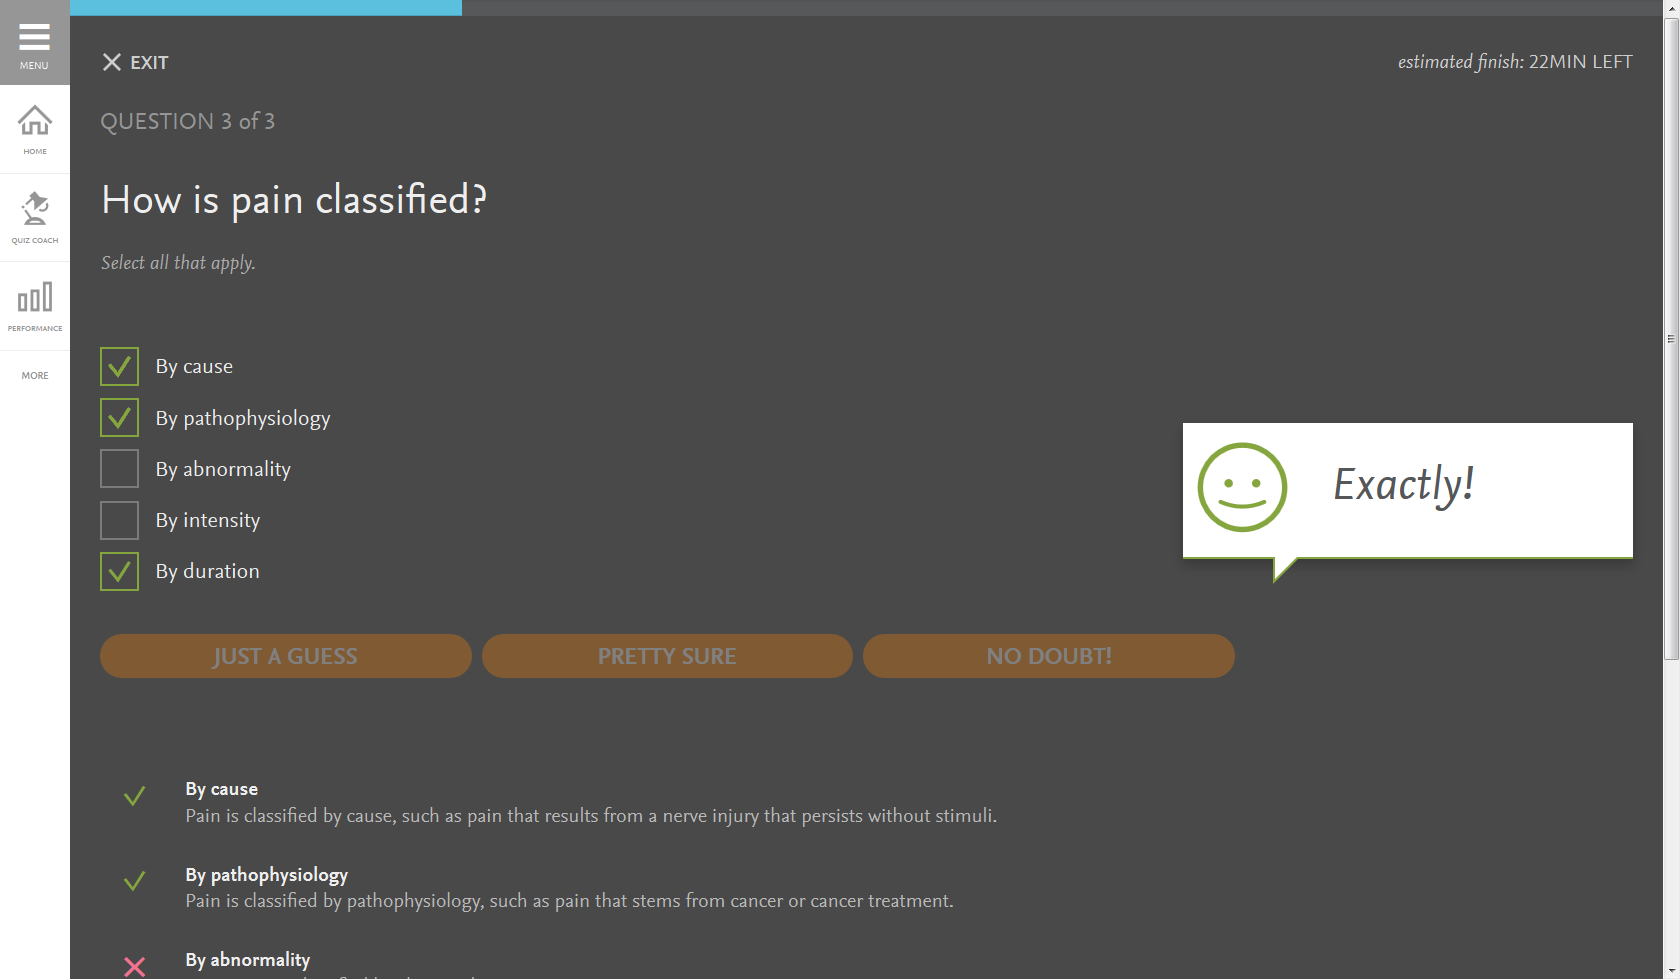 MENU
HOME
QUIZ COACH
PERFORMANCE
MORE
EXIT
estimated finish: 22MIN LEFT
QUESTION 3 of 3
How is pain classified?
Select all that apply.
By cause
By pathophysiology
By abnormality
By intensity
By duration
Exactly!
JUST A GUESS
PRETTY SURE
NO DOUBT!
By cause
Pain is classified by cause, such as pain that results from a nerve injury that persists without stimuli.
By pathophysiology
Pain is classified by pathophysiology, such as pain that stems from cancer or cancer treatment.
By abnormality